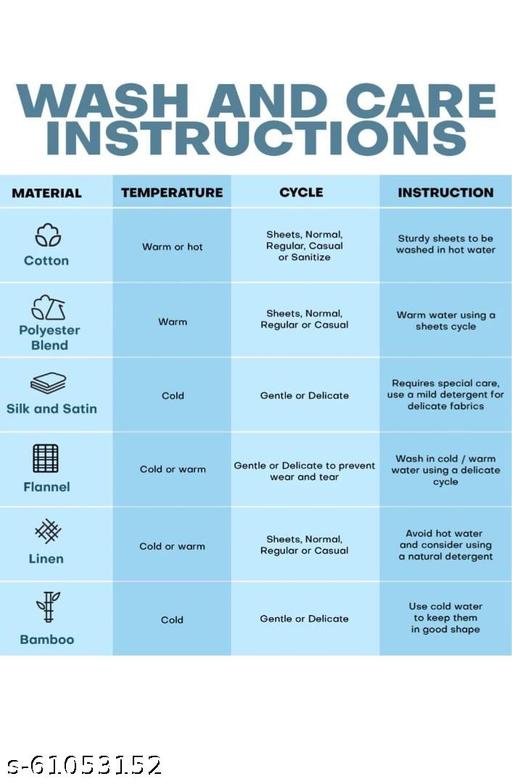 WASH AND CARE
INSTRUCTIONS
MATERIAL TEMPERATURE CYCLE INSTRUCTION
Cotton
Warm or hot
Sheets, Normal,
Regular, Casual
or Sanitize
Sturdy sheets to be
washed in hot water
Polyester
Blend
Warm
Sheets, Normal,
Regular or Casual
Warm water using a
sheets cycle
Silk and Satin
Cold
Gentle or Delicate
Requires special care,
use a mild detergent for
delicate fabrics
Flannel
Cold or warm
Gentle or Delicate to prevent
wear and tear
Wash in cold / warm
water using a delicate
cycle
Linen
Cold or warm
Sheets, Normal,
Regular or Casual
Avoid hot water
and consider using
a natural detergent
Bamboo
Cold
Gentle or Delicate
Use cold water
to keep them
in good shape
s-61053152